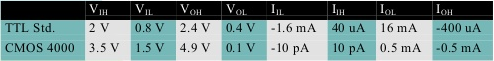 VIH VIL VOH VOL IIL IIH IOL IOH
TTL Std. 2 V 0.8 V 2.4 V 0.4 V -1.6 mA 40 uA 16 mA -400 uA
CMOS 4000 3.5 V 1.5 V 4.9 V 0.1 V -10 pA 10 pA 0.5 mA -0.5 mA